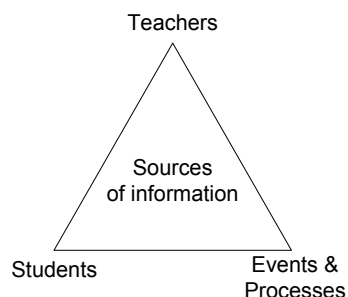 Teachers
Sources
of information
Students
Events &
Processes